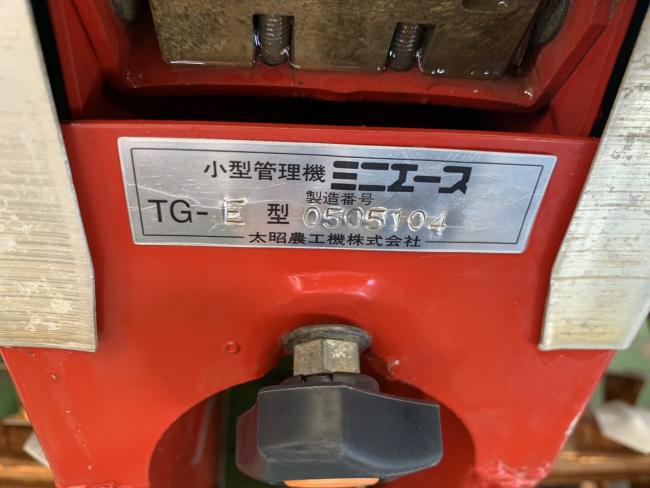 小型管理機 ミニエース
製造番号
TG-E型 0505104
太昭農工機株式会社